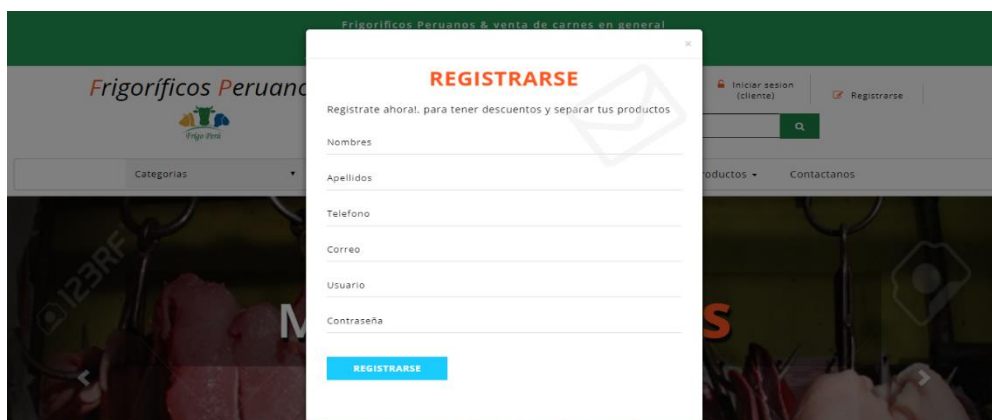 Frigorificos Peruanos & venta de carnes en general
×
Frigoríficos Peruano
Frigo Perú
REGISTRARSE
Registrate ahora!. para tener descuentos y separar tus productos
Nombres
Apellidos
Telefono
Correo
Usuario
Contraseña
REGISTRARSE
Iniciar sesion
(cliente)
Registrarse
Categorias
roductos
Contactanos
123RF
M
S